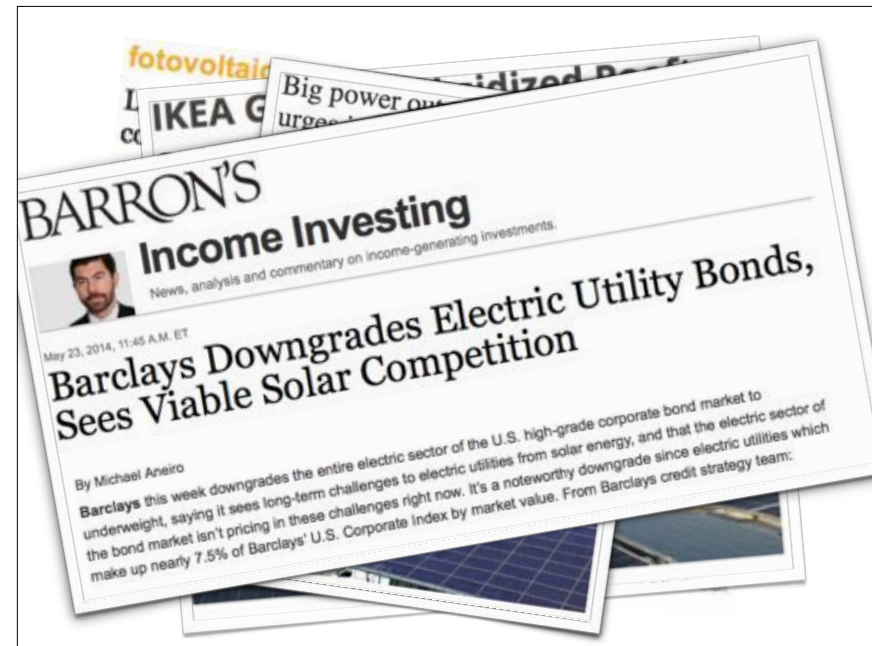 fotovoltaic
IKEA G
Big power out
BARRON'S
Income Investing
News, analysis and commentary on income-generating investments.
May 23, 2014, 11:45 A.M. ET
Barclays Downgrades Electric Utility Bonds,
Sees Viable Solar Competition
By Michael Aneiro
Barclays this week downgrades the entire electric sector of the U.S. high-grade corporate bond market to
underweight, saying it sees long-term challenges to electric utilities from solar energy, and that the electric sector of
the bond market isn't pricing in these challenges right now. It's a noteworthy downgrade since electric utilities which
make up nearly 7.5% of Barclays' U.S. Corporate Index by market value. From Barclays credit strategy team: